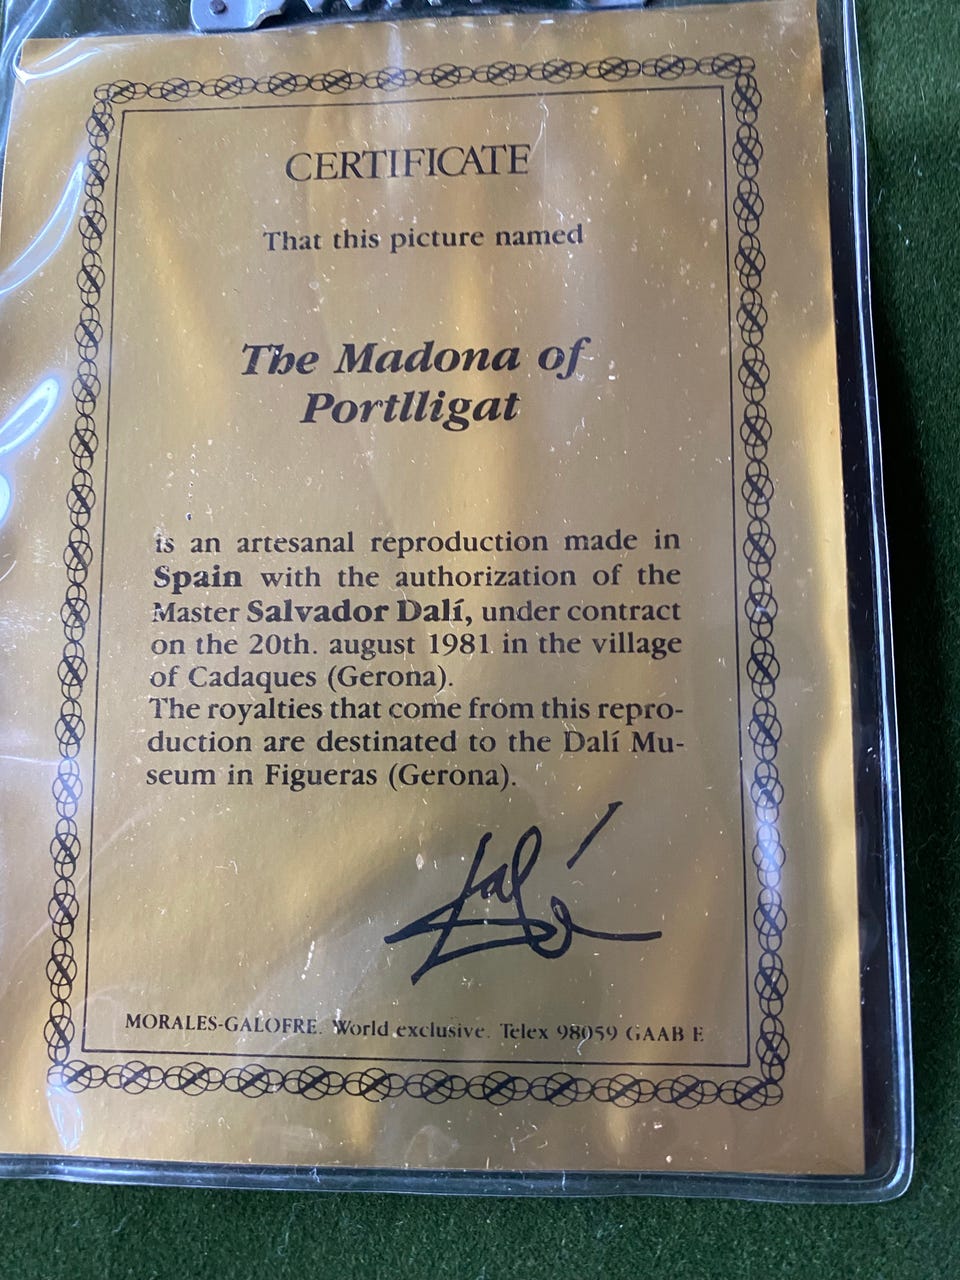 CERTIFICATE
That this picture named
The Madona of
Portlligat
is an artesanal reproduction made in
Spain with the authorization of the
Master Salvador Dalí, under contract
on the 20th. august 1981 in the village
of Cadaques (Gerona).
The royalties that come from this repro-
duction are destinated to the Dalí Mu-
seum in Figueras (Gerona).
Dalí
MORALES-GALOFRE. World exclusive. Telex 98059 GAAB E